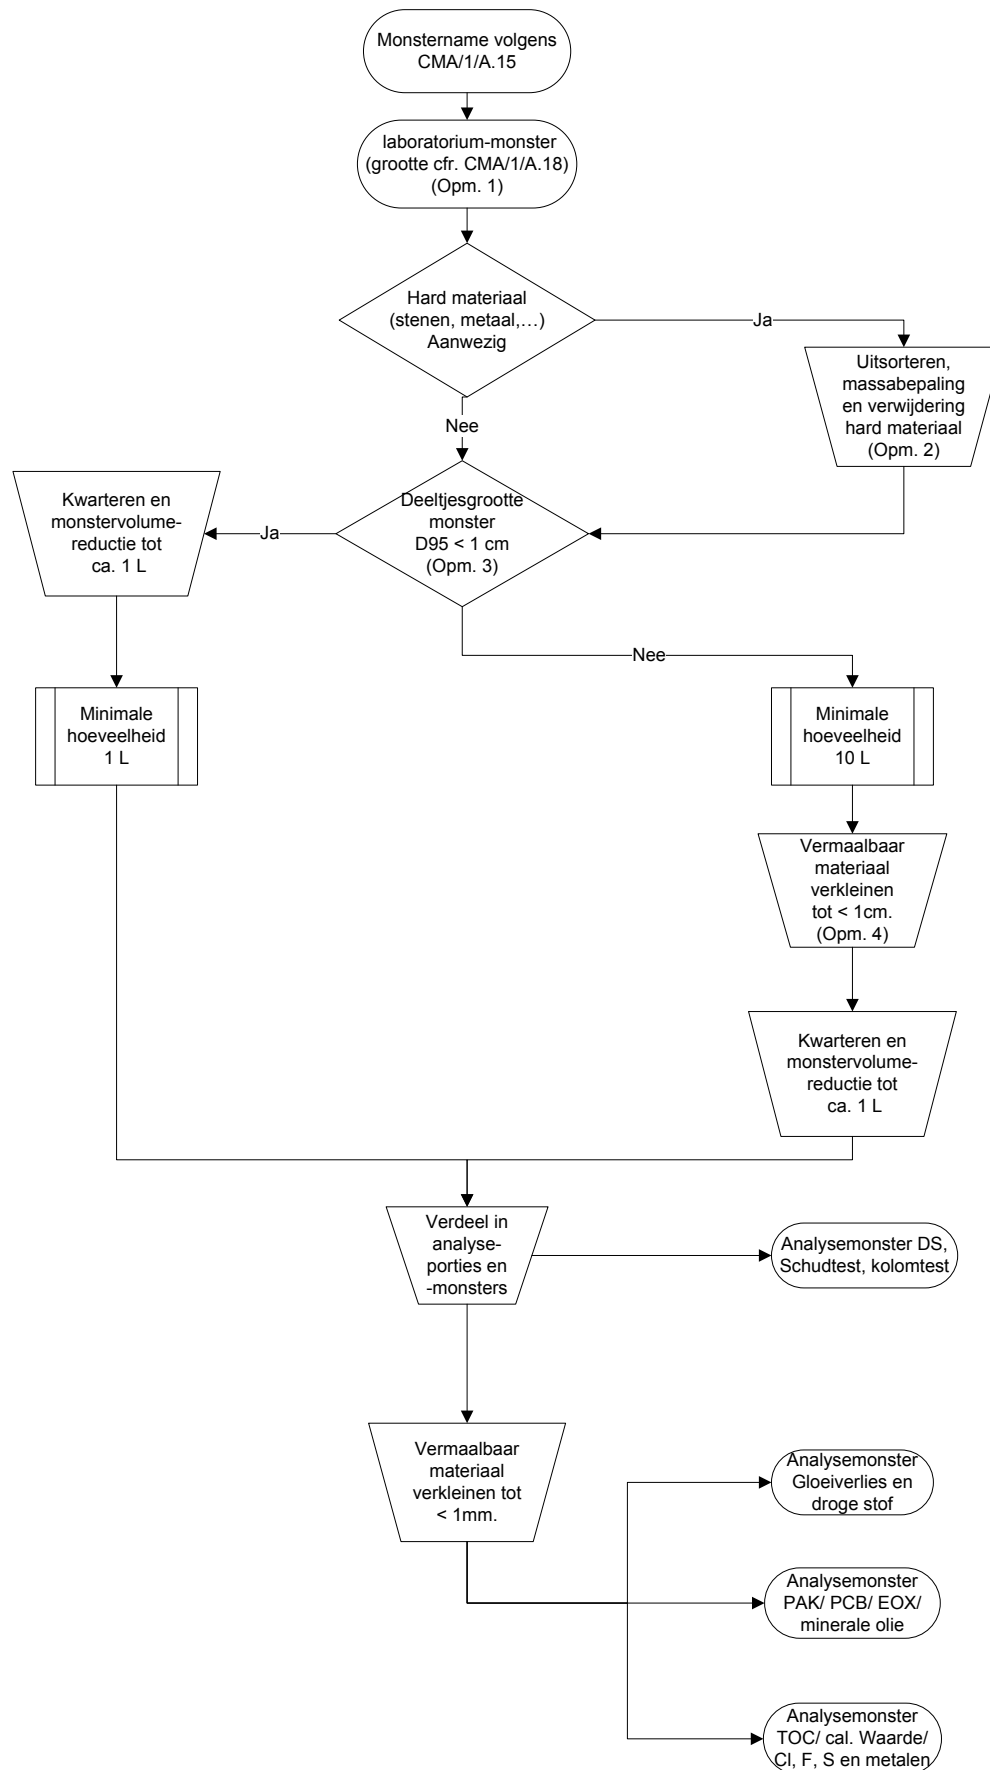 Monstername volgens
CMA/1/A.15
laboratorium-monster
(grootte cfr. CMA/1/A.18)
(Opm. 1)
Hard materiaal
(stenen, metaal,…)
Aanwezig
Ja
Uitsorteren,
massabepaling
en verwijdering
hard materiaal
(Opm. 2)
Nee
Deeltjesgrootte
monster
D95 < 1 cm
(Opm. 3)
Ja
Kwarteren en
monstervolume-
reductie tot
ca. 1 L
Nee
Minimale
hoeveelheid
1 L
Minimale
hoeveelheid
10 L
Vermaalbaar
materiaal
verkleinen
tot < 1cm.
(Opm. 4)
Kwarteren en
monstervolume-
reductie tot
ca. 1 L
Verdeel in
analyse-
porties en
-monsters
Analysemonster DS,
Schudtest, kolomtest
Vermaalbaar
materiaal
verkleinen tot
< 1mm.
Analysemonster
Gloeiverlies en
droge stof
Analysemonster
PAK/ PCB/ EOX/
minerale olie
Analysemonster
TOC/ cal. Waarde/
Cl, F, S en metalen